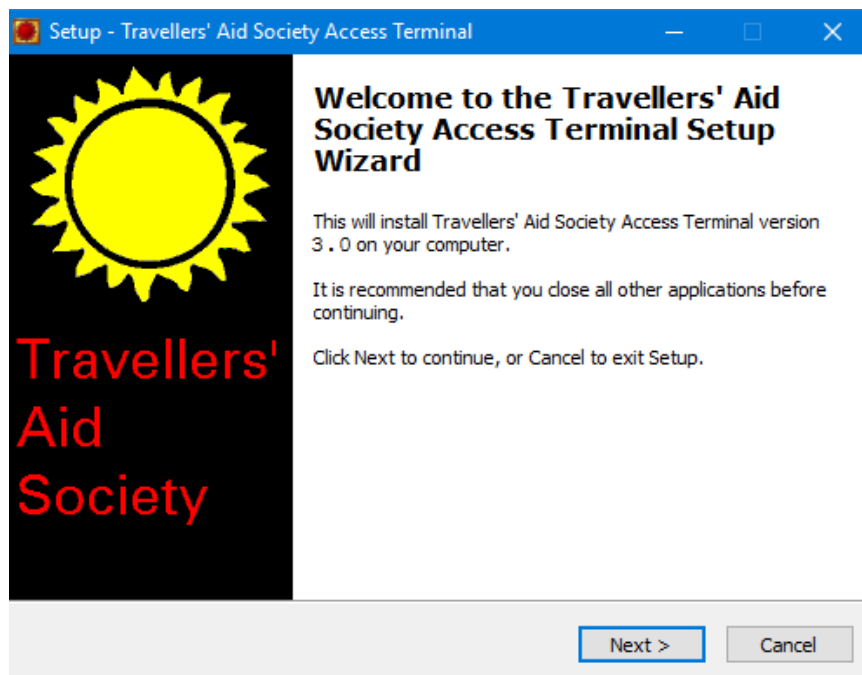 Setup - Travellers' Aid Society Access Terminal
Welcome to the Travellers' Aid
Society Access Terminal Setup
Wizard
This will install Travellers' Aid Society Access Terminal version
3.0 on your computer.
It is recommended that you close all other applications before
continuing.
Click Next to continue, or Cancel to exit Setup.
Travellers'
Aid
Society
Next >
Cancel